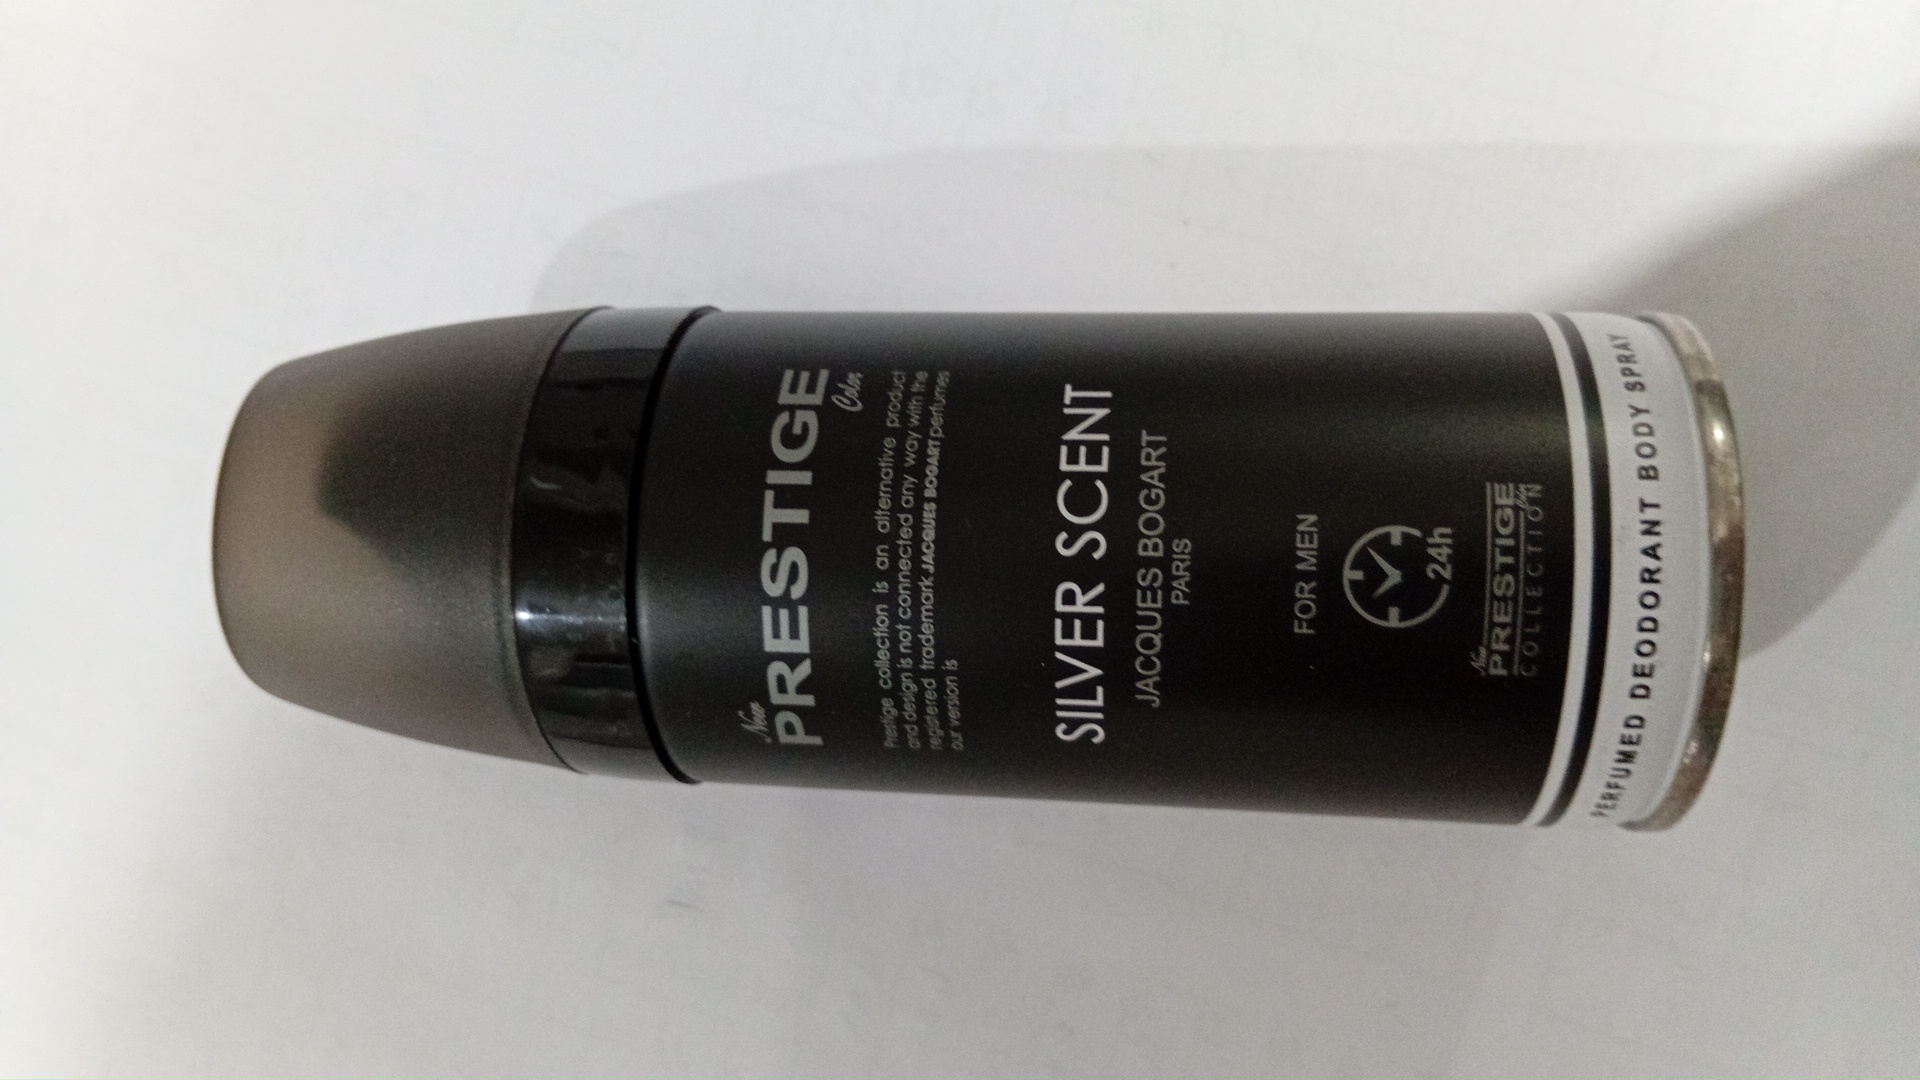 New
PRESTIGE
Color
Prestige collection is an alternative product
and design is not connected any way with the
registered trademark JACQUES BOGART perfumes
our version is
SILVER SCENT
JACQUES BOGART
PARIS
FOR MEN
24h
New
PRESTIGE
COLLECTION
PERFUMED DEODORANT BODY SPRAY